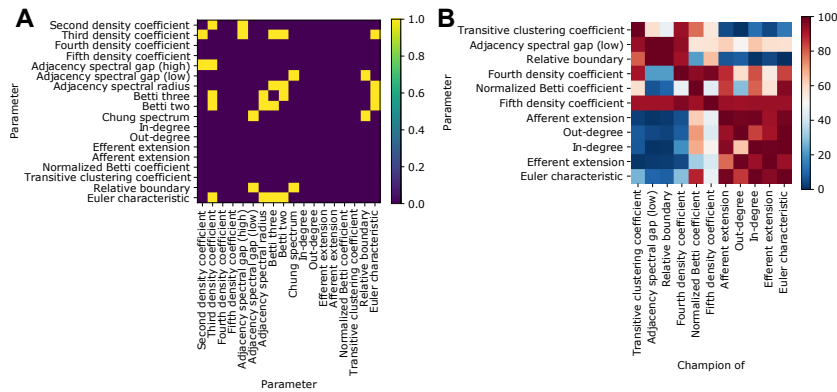 A
Second density coefficient
Third density coefficient
Fourth density coefficient
Fifth density coefficient
Adjacency spectral gap (high)
Adjacency spectral gap (low)
Adjacency spectral radius
Betti three
Betti two
Chung spectrum
In-degree
Out-degree
Efferent extension
Afferent extension
Normalized Betti coefficient
Transitive clustering coefficient
Relative boundary
Euler characteristic
Parameter
Second density coefficient
Third density coefficient
Fourth density coefficient
Fifth density coefficient
Adjacency spectral gap (high)
Adjacency spectral gap (low)
Adjacency spectral radius
Betti three
Betti two
Chung spectrum
In-degree
Out-degree
Efferent extension
Afferent extension
Normalized Betti coefficient
Transitive clustering coefficient
Relative boundary
Euler characteristic
Parameter
1.0
0.8
0.6
0.4
0.2
0.0
B
Transitive clustering coefficient
Adjacency spectral gap (low)
Relative boundary
Fourth density coefficient
Normalized Betti coefficient
Fifth density coefficient
Afferent extension
Out-degree
In-degree
Efferent extension
Euler characteristic
Parameter
Transitive clustering coefficient
Adjacency spectral gap (low)
Relative boundary
Fourth density coefficient
Normalized Betti coefficient
Fifth density coefficient
Afferent extension
Out-degree
In-degree
Efferent extension
Euler characteristic
Champion of
100
80
60
40
20
0